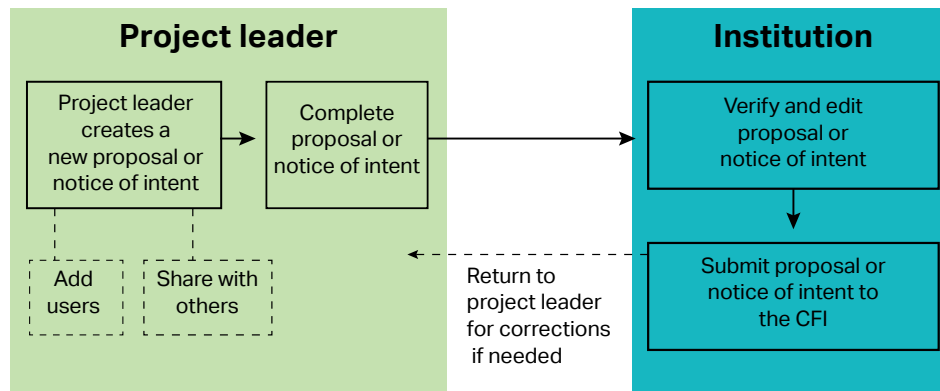 Project leader
Project leader
creates a
new proposal or
notice of intent
Complete
proposal or
notice of intent
Add
users
Share with
others
Return to
project leader
for corrections
if needed
Institution
Verify and edit
proposal or
notice of intent
Submit proposal or
notice of intent to
the CFI